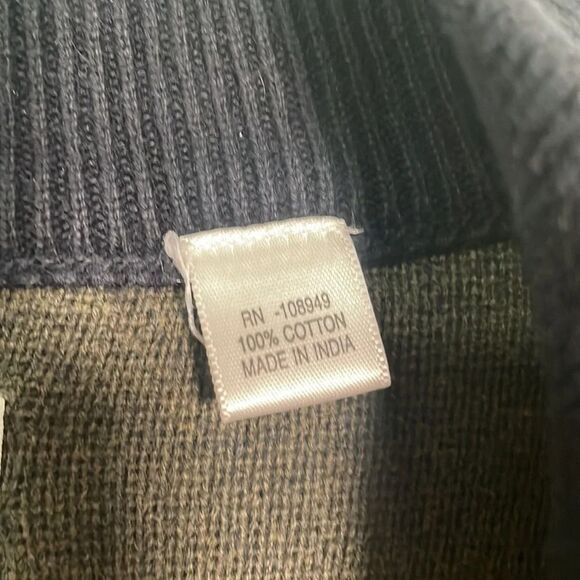 RN -108949
100% COTTON
MADE IN INDIA